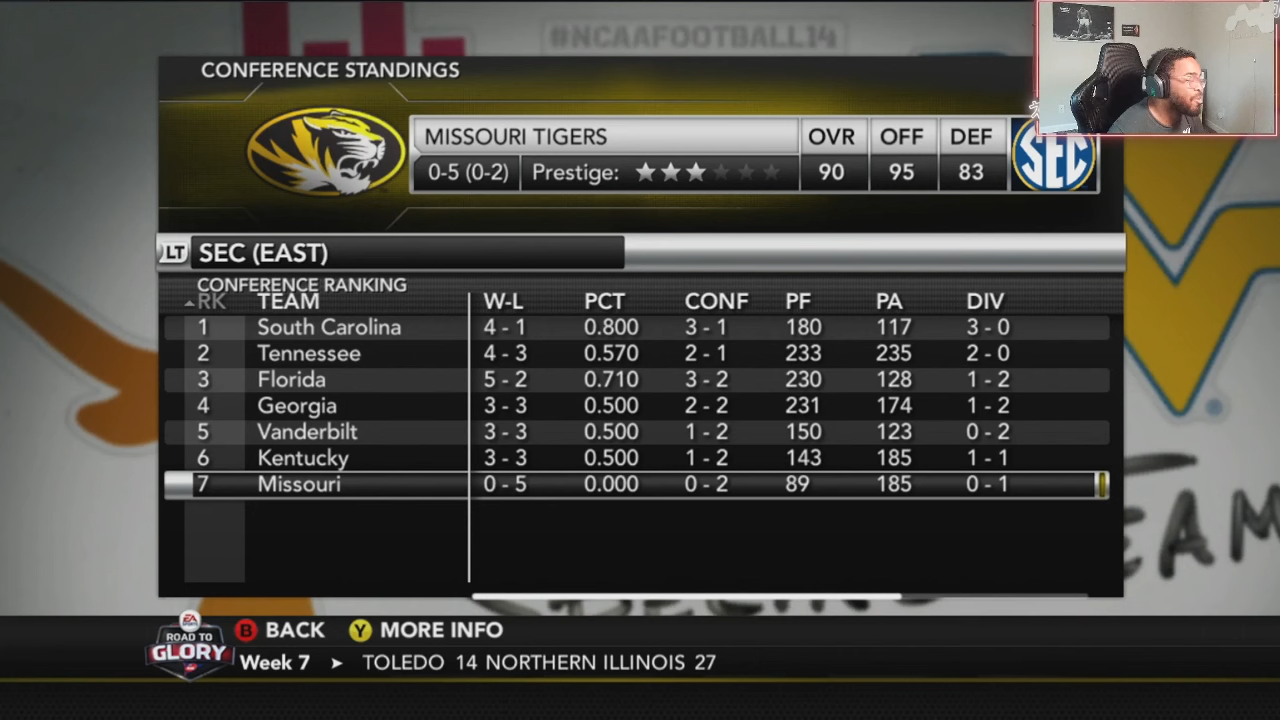 #NCAAFOOTBALL14
CONFERENCE STANDINGS
MISSOURI TIGERS OVR OFF DEF
0-5 (0-2) Prestige: 90 95 83
SEC
LT SEC (EAST)
CONFERENCE RANKING
RK TEAM W-L PCT CONF PF PA DIV
1 South Carolina 4 - 1 0.800 3 - 1 180 117 3 - 0
2 Tennessee 4 - 3 0.570 2 - 1 233 235 2 - 0
3 Florida 5 - 2 0.710 3 - 2 230 128 1 - 2
4 Georgia 3 - 3 0.500 2 - 2 231 174 1 - 2
5 Vanderbilt 3 - 3 0.500 1 - 2 150 123 0 - 2
6 Kentucky 3 - 3 0.500 1 - 2 143 185 1 - 1
7 Missouri 0 - 5 0.000 0 - 2 89 185 0 - 1
EAM
EA SPORTS
ROAD TO
GLORY
B BACK Y MORE INFO
Week 7 ► TOLEDO 14 NORTHERN ILLINOIS 27